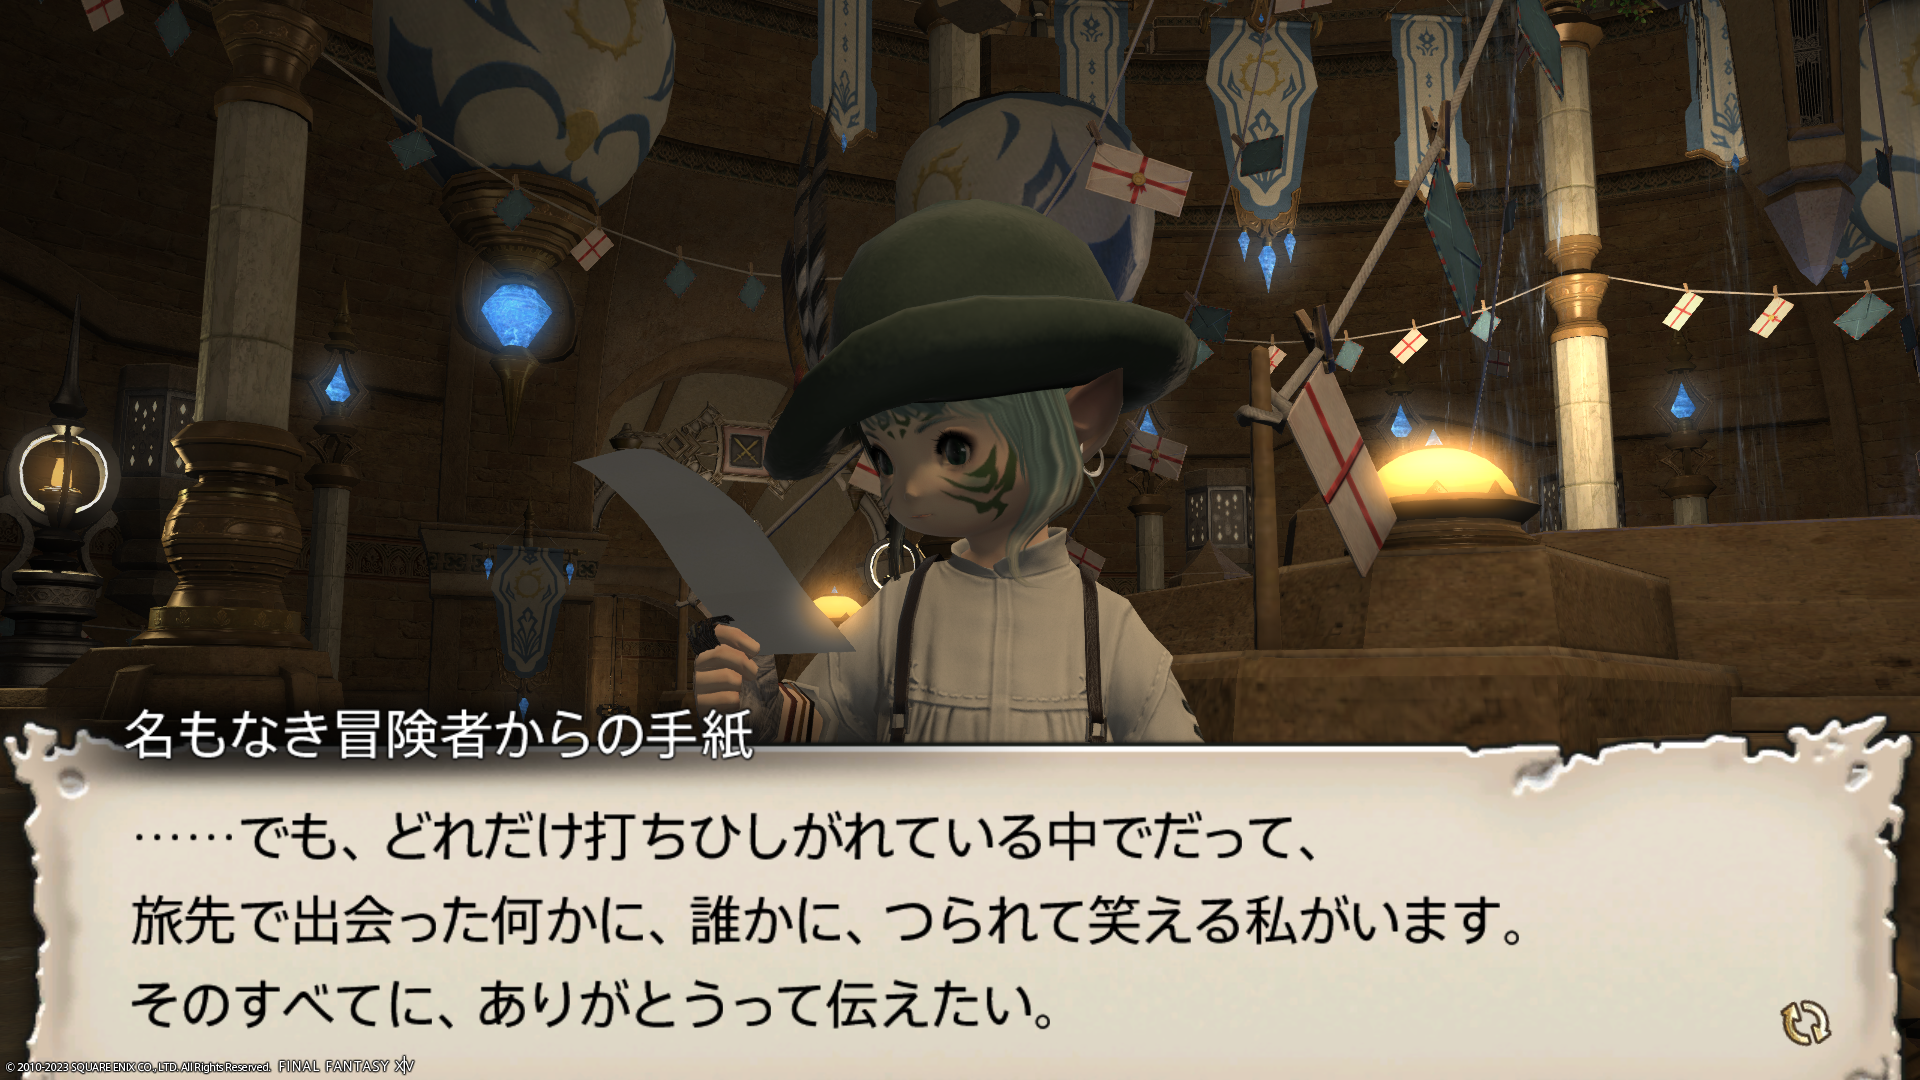 名もなき冒険者からの手紙
……でも、どれだけ打ちひしがれている中でだって、
旅先で出会った何かに、誰かに、つられて笑える私がいます。
そのすべてに、ありがとうって伝えたい。
© 2010-2023 SQUARE ENIX CO., LTD. All Rights Reserved. FINAL FANTASY XIV